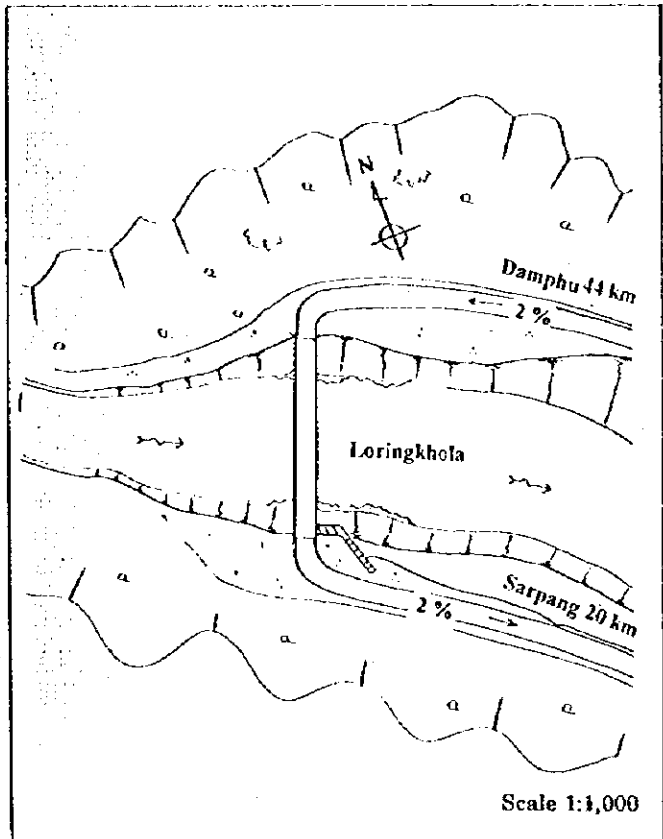 N
Damphu 44 km
2 %
Loringkhola
Sarpang 20 km
2 %
Scale 1:1,000